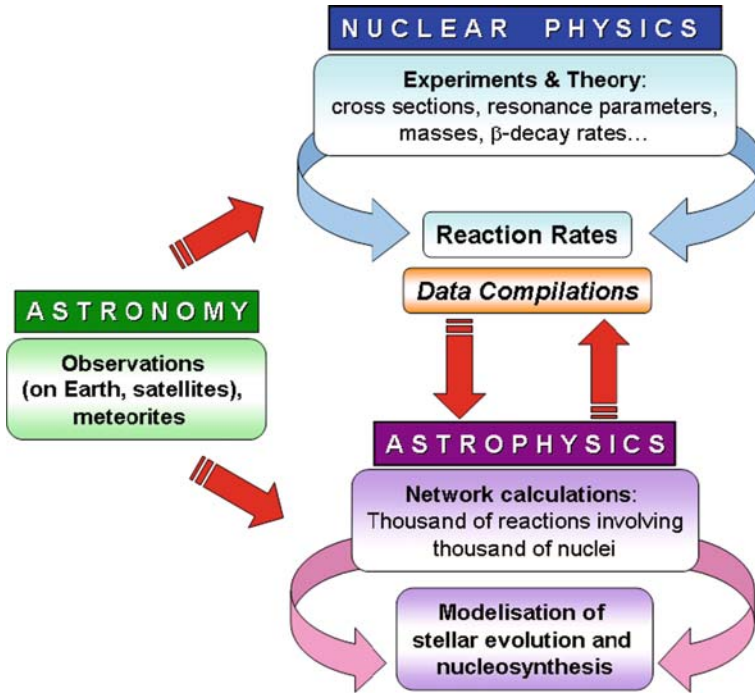 NUCLEAR PHYSICS
Experiments & Theory:
cross sections, resonance parameters,
masses, β-decay rates...
Reaction Rates
Data Compilations
ASTRONOMY
Observations
(on Earth, satellites),
meteorites
ASTROPHYSICS
Network calculations:
Thousand of reactions involving
thousand of nuclei
Modelisation of
stellar evolution and
nucleosynthesis